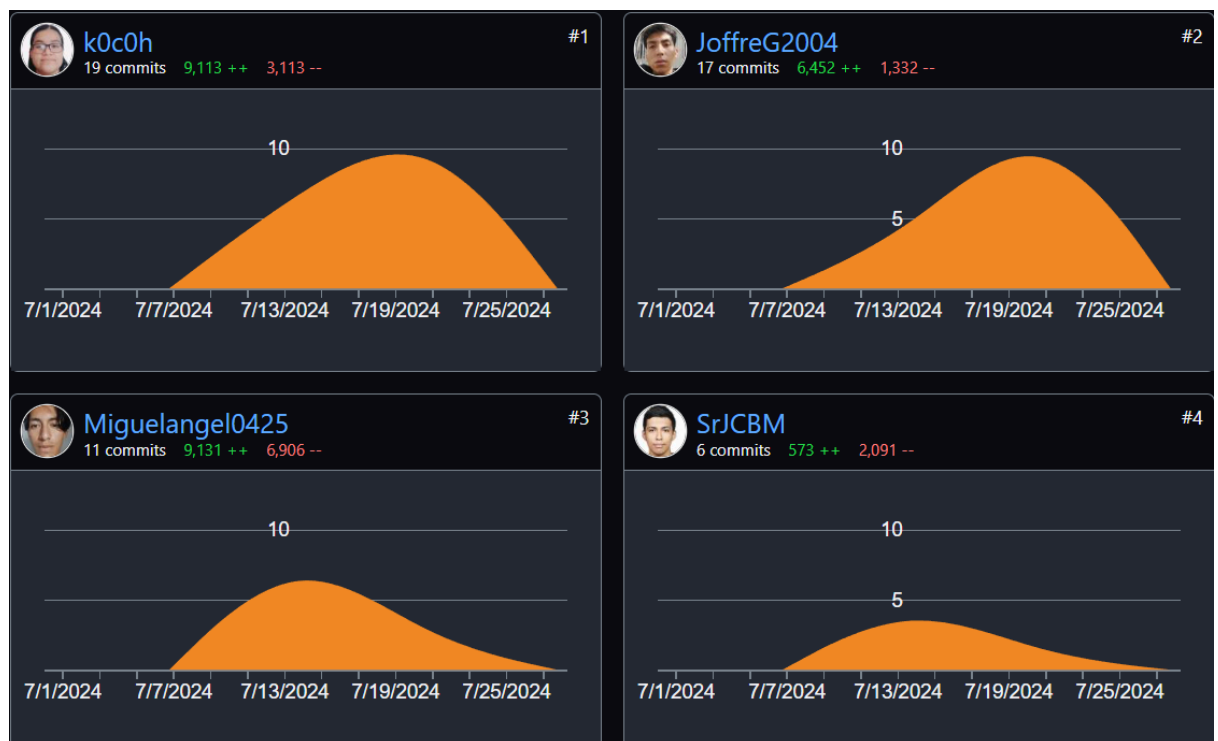 k0c0h #1
19 commits 9,113 ++ 3,113 --
10
7/1/2024 7/7/2024 7/13/2024 7/19/2024 7/25/2024
JoffreG2004 #2
17 commits 6,452 ++ 1,332 --
10
5
7/1/2024 7/7/2024 7/13/2024 7/19/2024 7/25/2024
Miguelangel0425 #3
11 commits 9,131 ++ 6,906 --
10
7/1/2024 7/7/2024 7/13/2024 7/19/2024 7/25/2024
SrJCBM #4
6 commits 573 ++ 2,091 --
10
5
7/1/2024 7/7/2024 7/13/2024 7/19/2024 7/25/2024